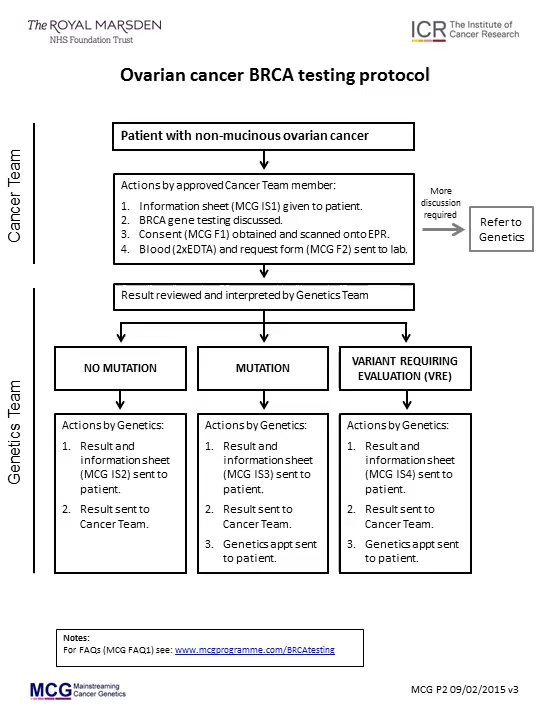 The ROYAL MARSDEN
NHS Foundation Trust
ICR The Institute of
Cancer Research
Ovarian cancer BRCA testing protocol
Cancer Team
Patient with non-mucinous ovarian cancer
Actions by approved Cancer Team member:
1. Information sheet (MCG IS1) given to patient.
2. BRCA gene testing discussed.
3. Consent (MCG F1) obtained and scanned onto EPR.
4. Blood (2xEDTA) and request form (MCG F2) sent to lab.
More
discussion
required
Refer to
Genetics
Genetics Team
Result reviewed and interpreted by Genetics Team
NO MUTATION
MUTATION
VARIANT REQUIRING
EVALUATION (VRE)
Actions by Genetics:
1. Result and
information sheet
(MCG IS2) sent to
patient.
2. Result sent to
Cancer Team.
Actions by Genetics:
1. Result and
information sheet
(MCG IS3) sent to
patient.
2. Result sent to
Cancer Team.
3. Genetics appt sent
to patient.
Actions by Genetics:
1. Result and
information sheet
(MCG IS4) sent to
patient.
2. Result sent to
Cancer Team.
3. Genetics appt sent
to patient.
Notes:
For FAQs (MCG FAQ1) see: www.mcgprogramme.com/BRCAtesting
MCG Mainstreaming
Cancer Genetics
MCG P2 09/02/2015 v3